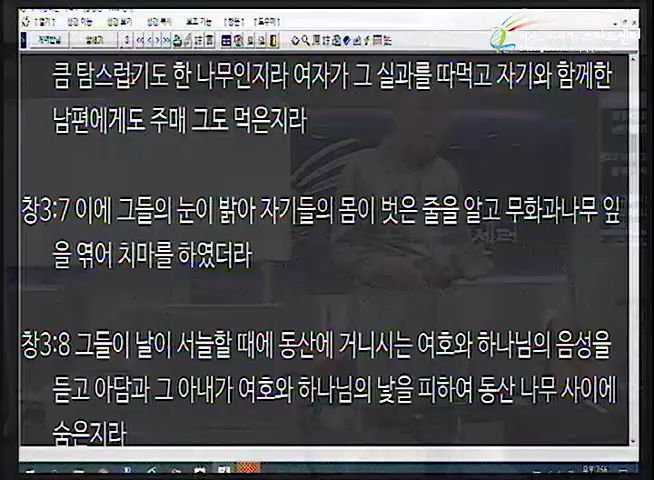 큼 탐스럽기도 한 나무인지라 여자가 그 실과를 따먹고 자기와 함께한
남편에게도 주매 그도 먹은지라
창3:7 이에 그들의 눈이 밝아 자기들의 몸이 벗은 줄을 알고 무화과나무 잎
을 엮어 치마를 하였더라
창3:8 그들이 날이 서늘할 때에 동산에 거니시는 여호와 하나님의 음성을
듣고 아담과 그 아내가 여호와 하나님의 낯을 피하여 동산 나무 사이에
숨은지라